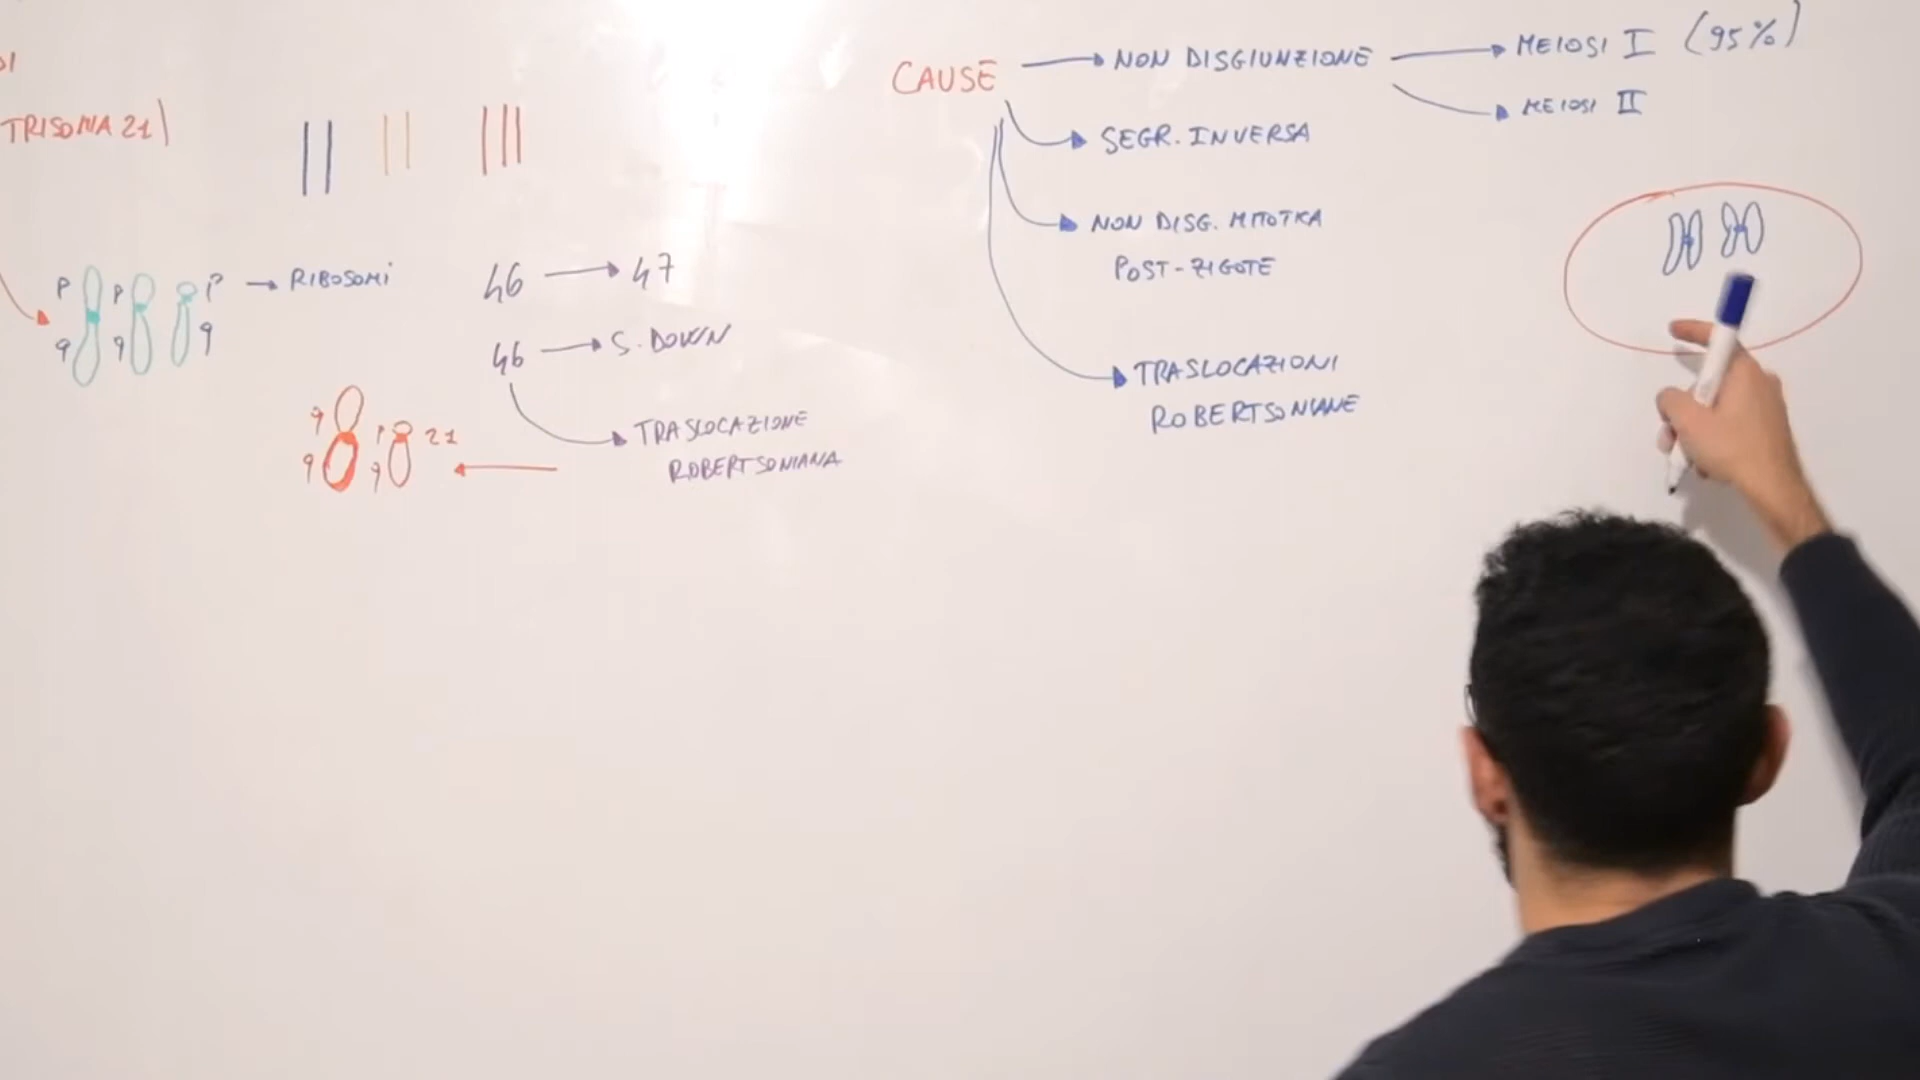 TRISOMIA 21)
P P P → RIBOSOMI
q q q
46 → 47
46 → S. DOWN
TRASLOCAZIONE
ROBERTSONIANA
q P 21
q q
CAUSE → NON DISGIUNZIONE → MEIOSI I (95%)
MEIOSI II
SEGR. INVERSA
NON DISG. MITOTICA
POST-ZIGOTE
TRASLOCAZIONI
ROBERTSONIANE